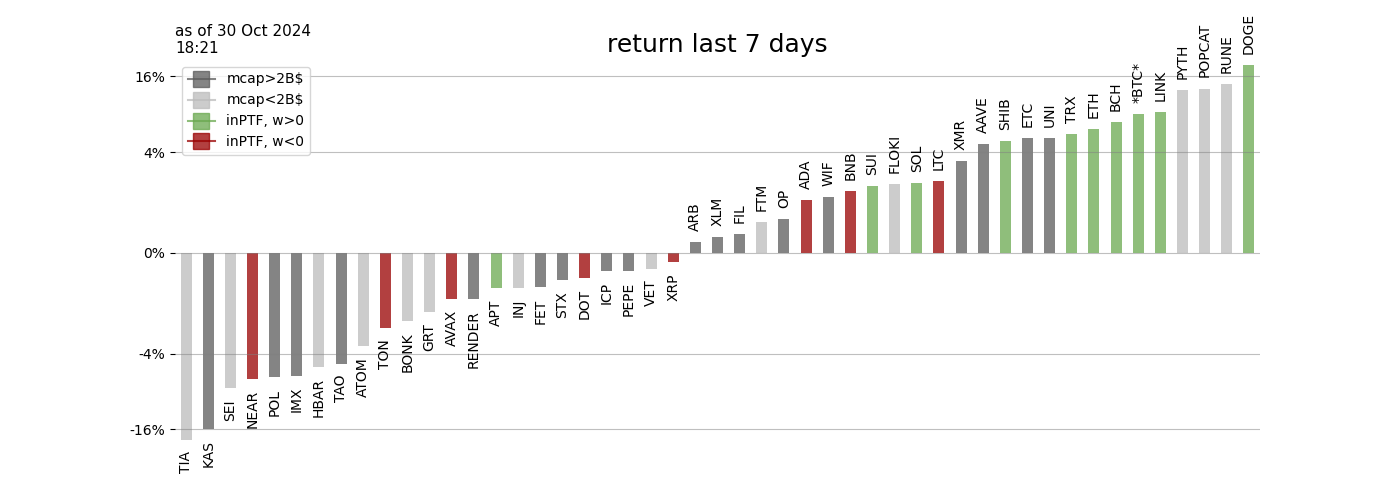 as of 30 Oct 2024
18:21
return last 7 days
mcap>2B$
mcap<2B$
inPTF, w>0
inPTF, w<0
16%
4%
0%
-4%
-16%
TIA
KAS
SEI
NEAR
POL
IMX
HBAR
TAO
ATOM
TON
BONK
GRT
AVAX
RENDER
APT
INJ
FET
STX
DOT
ICP
PEPE
VET
XRP
ARB
XLM
FIL
FTM
OP
ADA
WIF
BNB
SUI
FLOKI
SOL
LTC
XMR
AAVE
SHIB
ETC
UNI
TRX
ETH
BCH
*BTC*
LINK
PYTH
POPCAT
RUNE
DOGE